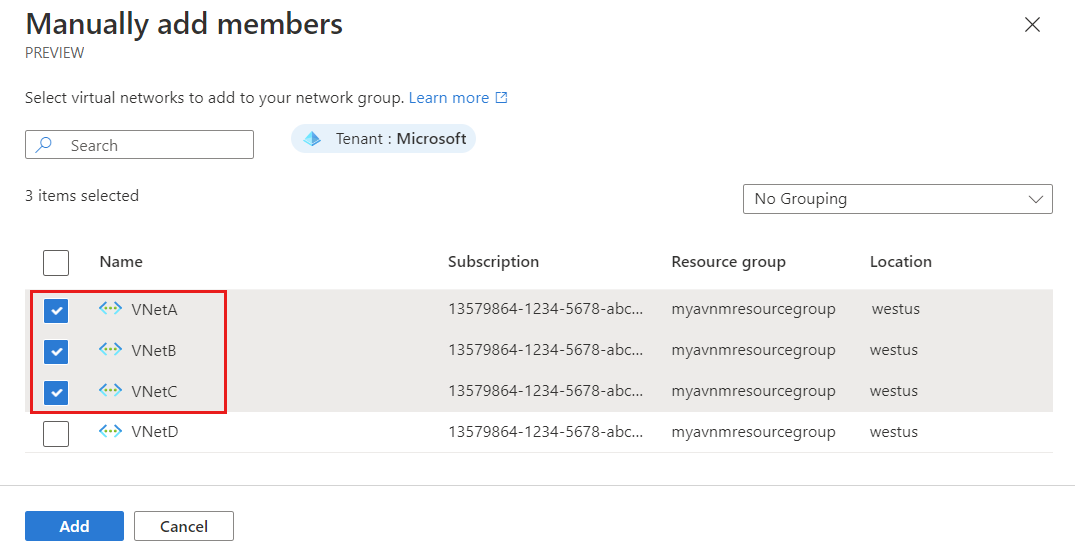 Manually add members
PREVIEW
Select virtual networks to add to your network group. Learn more
Search
Tenant : Microsoft
3 items selected
No Grouping
Name Subscription Resource group Location
VNetA 13579864-1234-5678-abc... myavnmresourcegroup westus
VNetB 13579864-1234-5678-abc... myavnmresourcegroup westus
VNetC 13579864-1234-5678-abc... myavnmresourcegroup westus
VNetD 13579864-1234-5678-abc... myavnmresourcegroup westus
Add Cancel